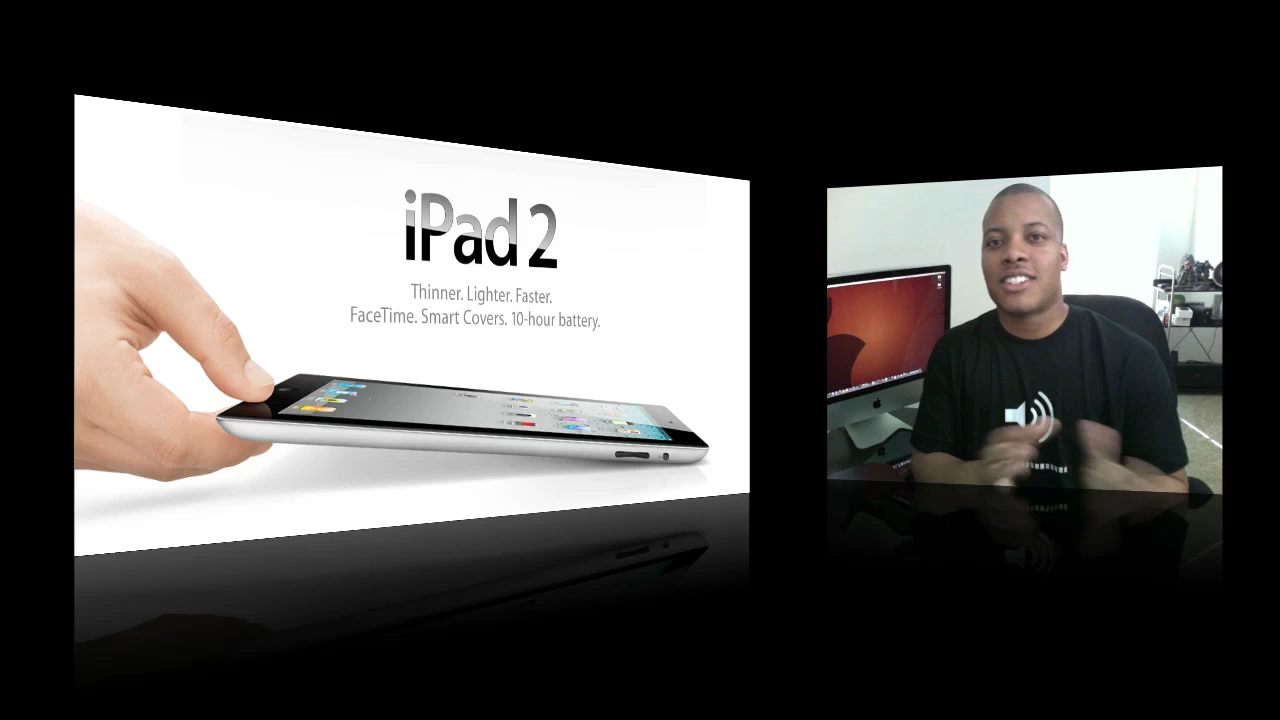 iPad 2
Thinner. Lighter. Faster.
FaceTime. Smart Covers. 10-hour battery.